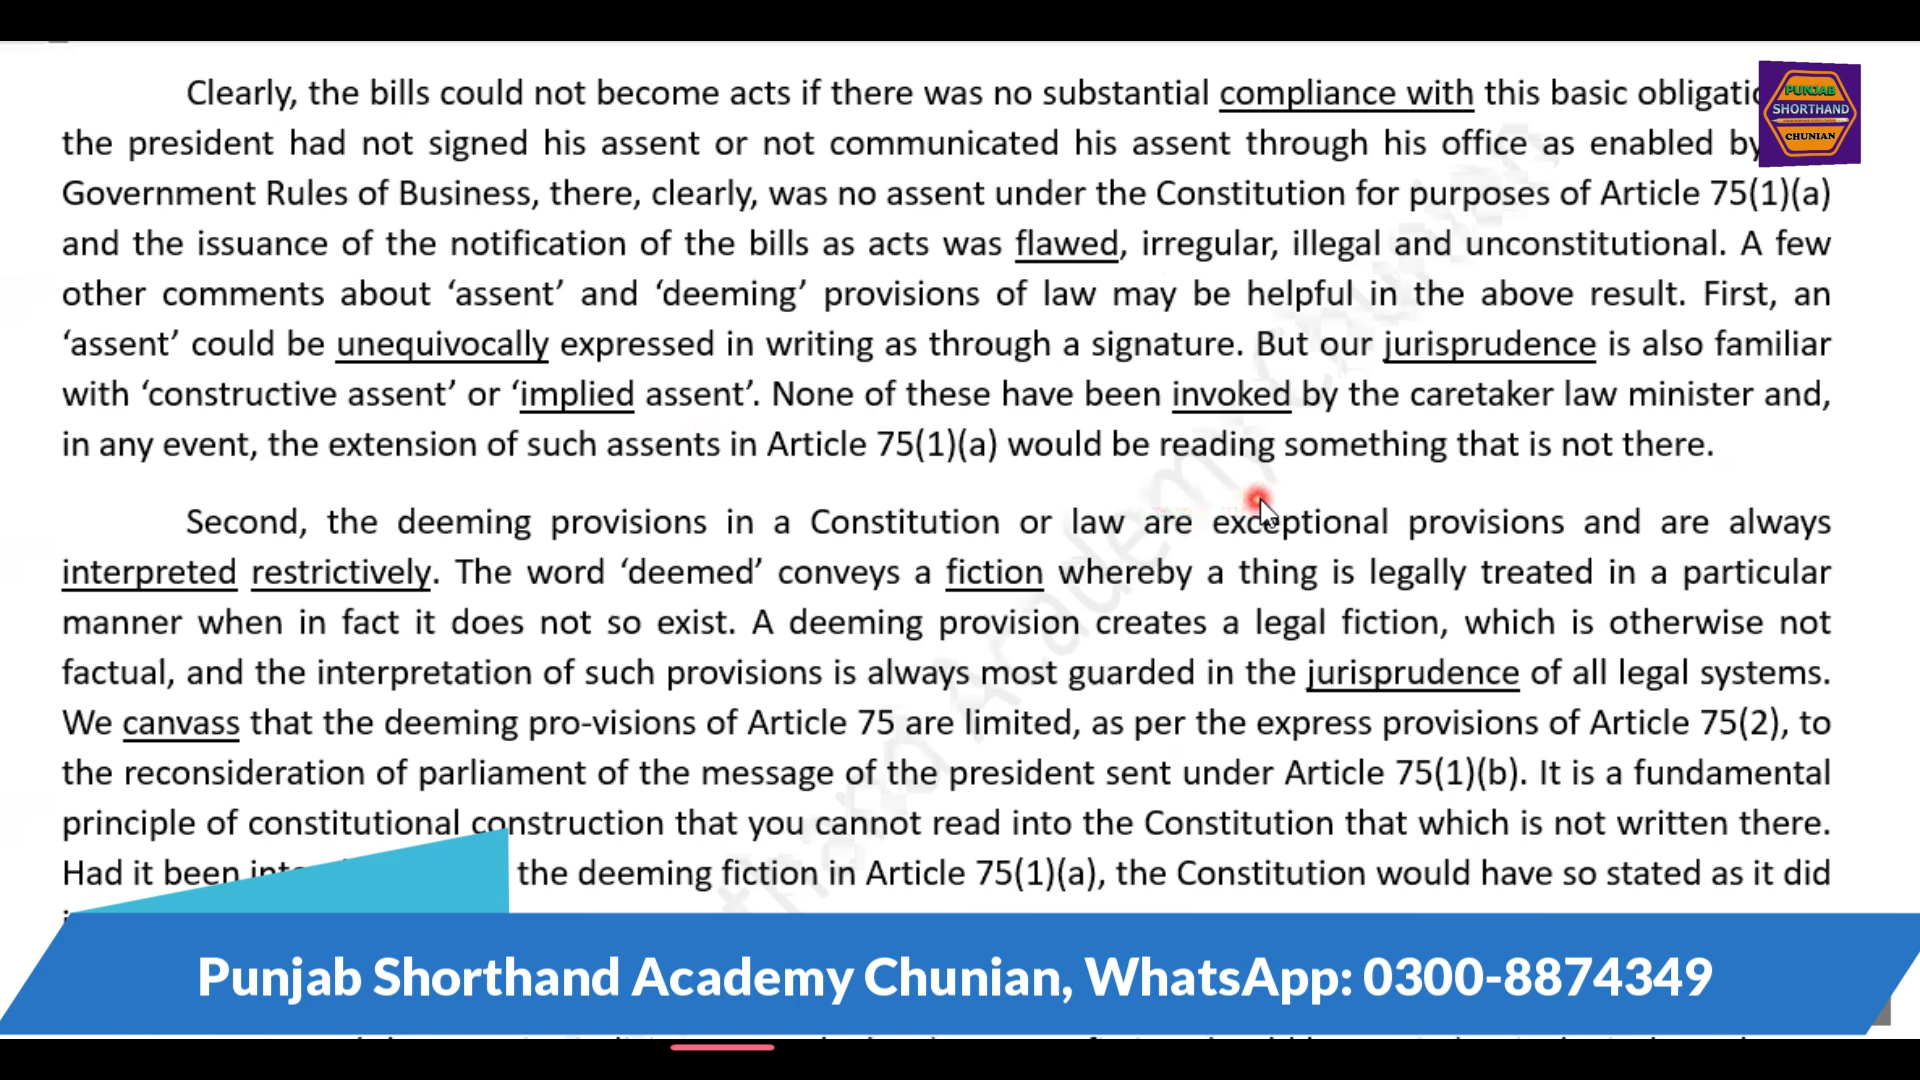 Clearly, the bills could not become acts if there was no substantial compliance with this basic
the president had not signed his assent or not communicated his assent through his office as enabled by
Government Rules of Business, there, clearly, was no assent under the Constitution for purposes of Article 75(1)(a)
and the issuance of the notification of the bills as acts was flawed, irregular, illegal and unconstitutional. A few
other comments about ‘assent’ and ‘deeming’ provisions of law may be helpful in the above result. First, an
‘assent’ could be unequivocally expressed in writing as through a signature. But our jurisprudence is also familiar
with ‘constructive assent’ or ‘implied assent’. None of these have been invoked by the caretaker law minister and,
in any event, the extension of such assents in Article 75(1)(a) would be reading something that is not there.
Second, the deeming provisions in a Constitution or law are exceptional provisions and are always
interpreted restrictively. The word ‘deemed’ conveys a fiction whereby a thing is legally treated in a particular
manner when in fact it does not so exist. A deeming provision creates a legal fiction, which is otherwise not
factual, and the interpretation of such provisions is always most guarded in the jurisprudence of all legal systems.
We canvass that the deeming pro-visions of Article 75 are limited, as per the express provisions of Article 75(2), to
the reconsideration of parliament of the message of the president sent under Article 75(1)(b). It is a fundamental
principle of constitutional construction that you cannot read into the Constitution that which is not written there.
Had it been the deeming fiction in Article 75(1)(a), the Constitution would have so stated as it did
PUNJAB
SHORTHAND
CHUNIAN
Punjab Shorthand Academy Chunian, WhatsApp: 0300-8874349